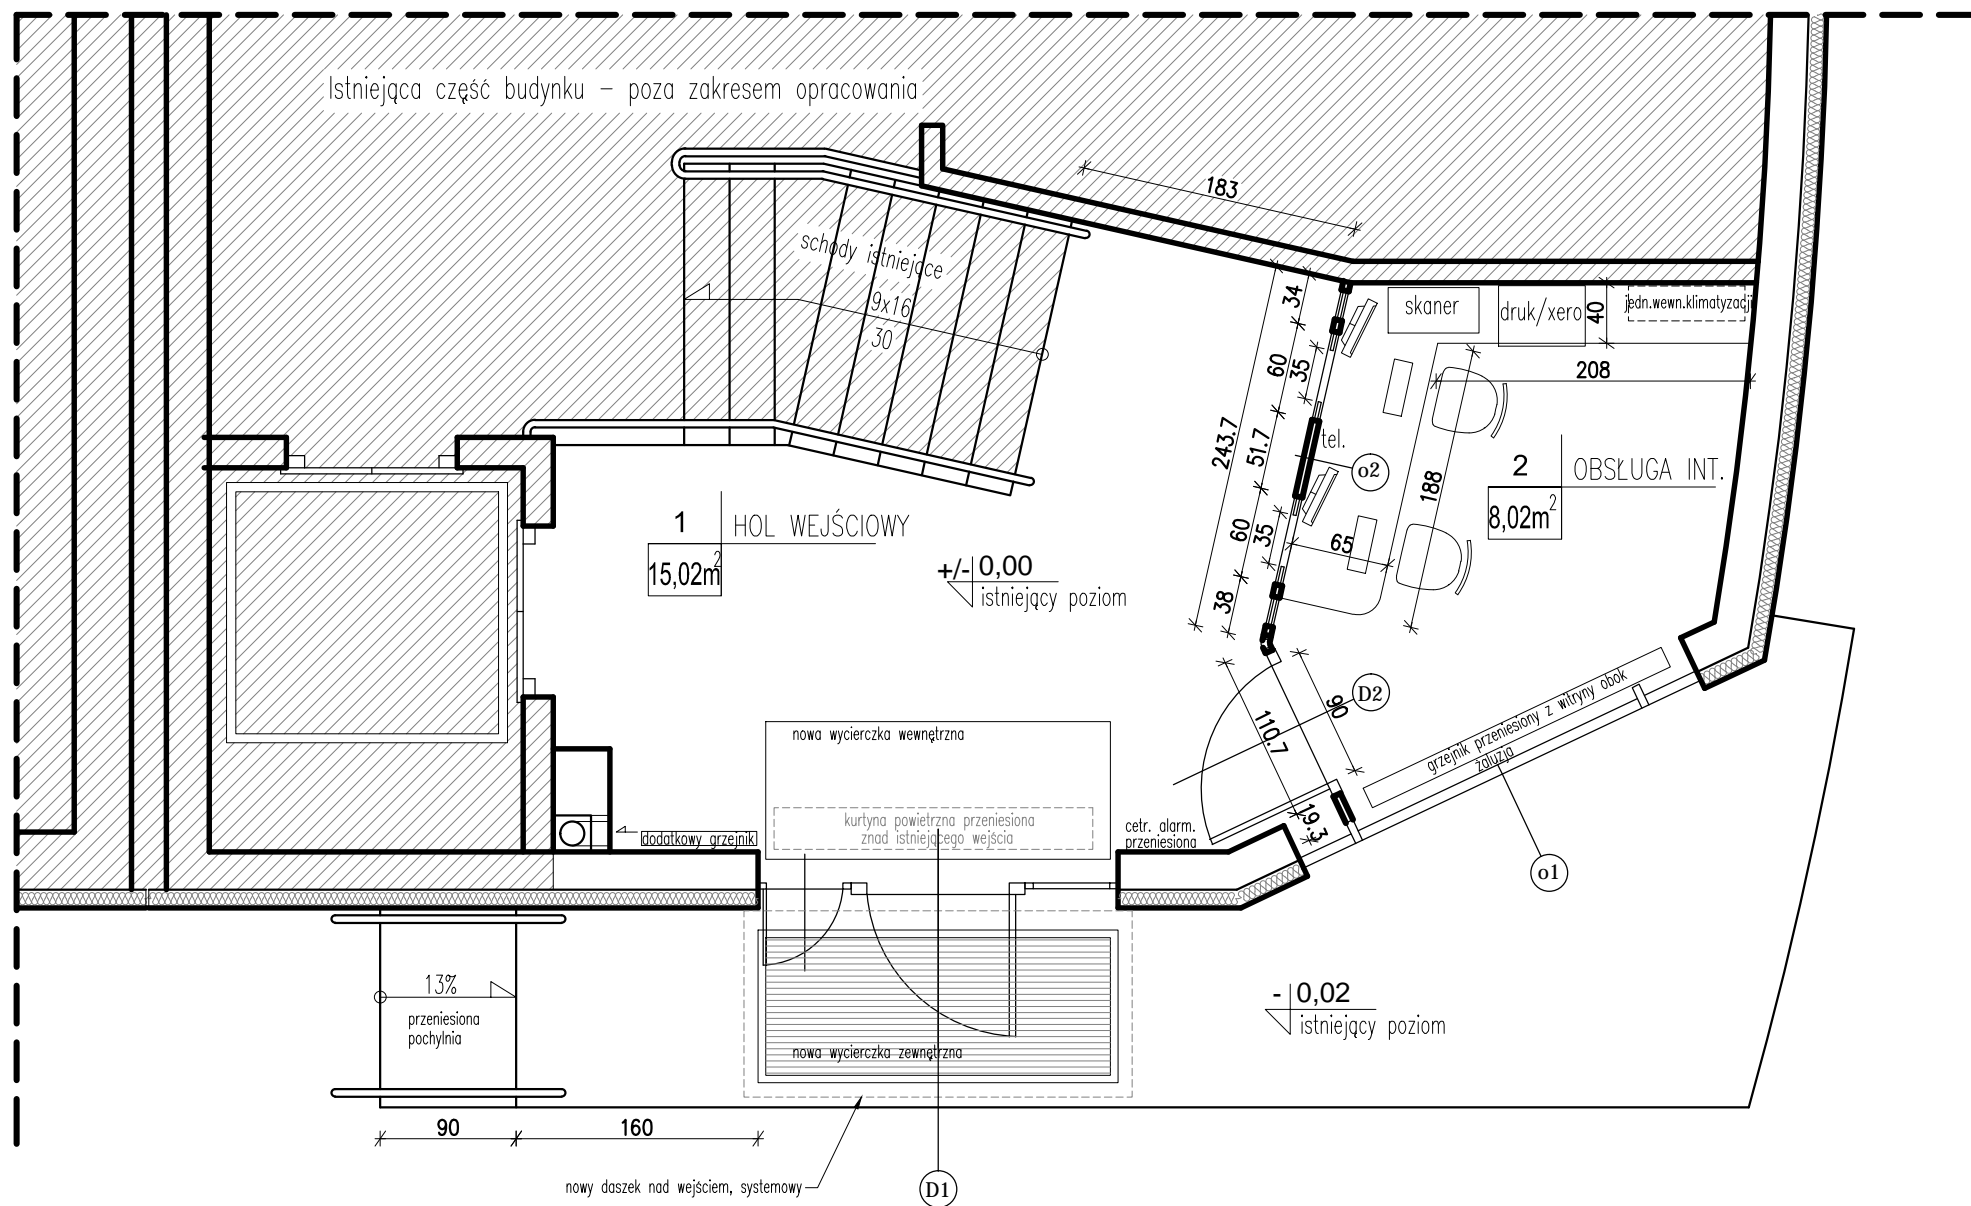 Istniejąca część budynku – poza zakresem opracowania
183
schody istniejące
9x16
30
skaner
druk/xero
40
jedn.wewn.klimatyzacji
208
34
60
35
243.7
51.7
tel.
o2
188
2
OBSŁUGA INT.
8,02m²
60
35
65
38
1
HOL WEJŚCIOWY
15,02m²
+/- 0,00
istniejący poziom
110.7
90
D2
19.3
grzejnik przeniesiony z witryny obok
żaluzja
o1
nowa wycierczka wewnętrzna
kurtyna powietrzna przeniesiona
znad istniejącego wejścia
cetr. alarm.
przeniesiona
dodatkowy grzejnik
13%
przeniesiona
pochylnia
nowa wycierczka zewnętrzna
- 0,02
istniejący poziom
90
160
nowy daszek nad wejściem, systemowy
D1